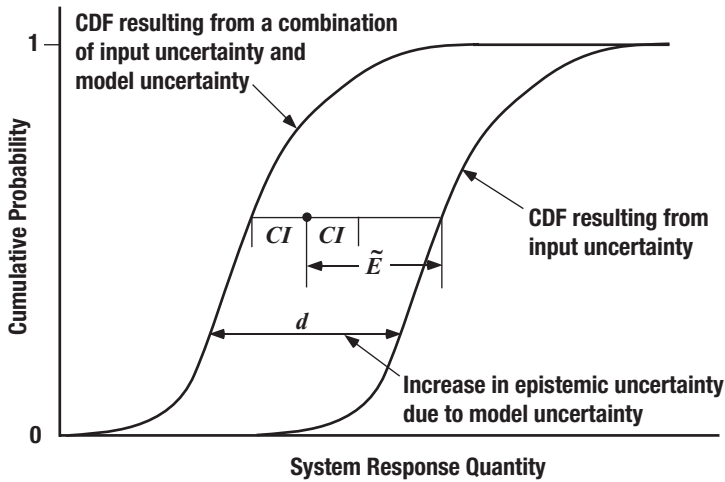 CDF resulting from a combination
of input uncertainty and
model uncertainty
1
Cumulative Probability
CDF resulting from
input uncertainty
CI CI
Ẽ
d
Increase in epistemic uncertainty
due to model uncertainty
0
System Response Quantity